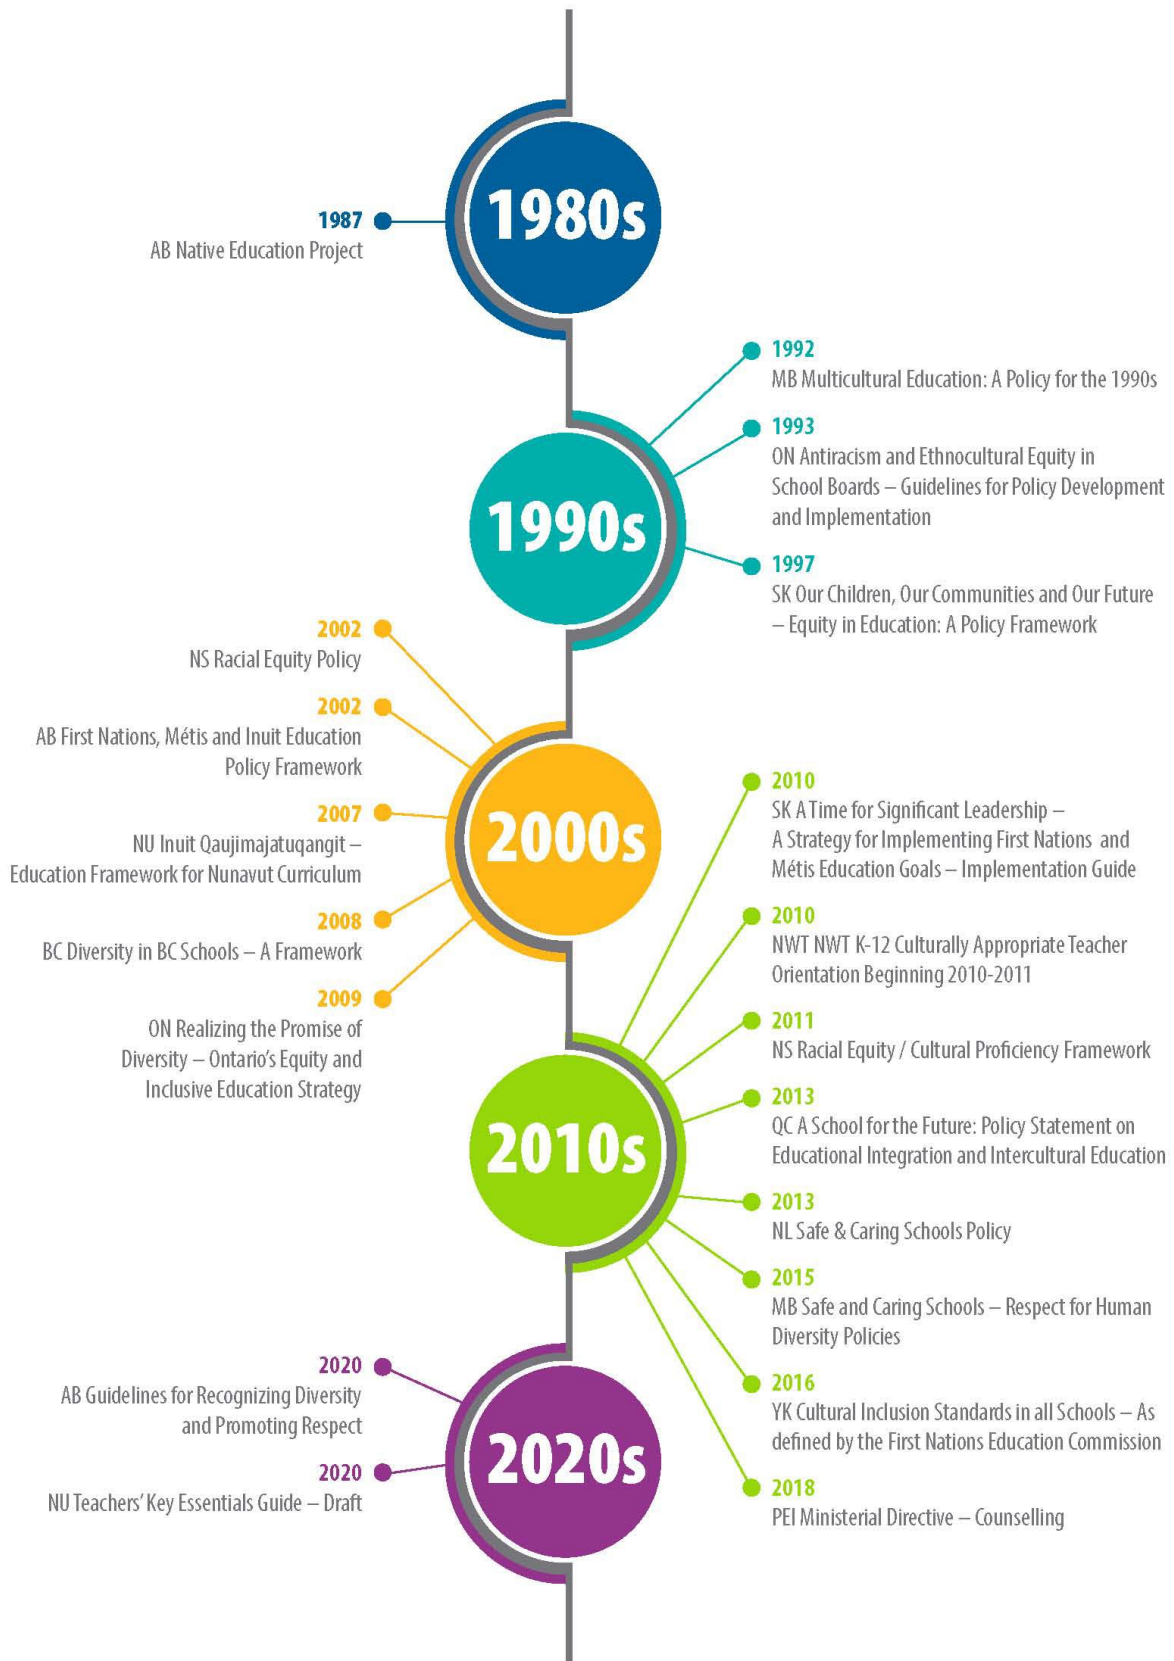 1980s
1987
AB Native Education Project
1990s
1992
MB Multicultural Education: A Policy for the 1990s
1993
ON Antiracism and Ethnocultural Equity in
School Boards – Guidelines for Policy Development
and Implementation
1997
SK Our Children, Our Communities and Our Future
– Equity in Education: A Policy Framework
2000s
2002
NS Racial Equity Policy
2002
AB First Nations, Métis and Inuit Education
Policy Framework
2007
NU Inuit Qaujimajatuqangit –
Education Framework for Nunavut Curriculum
2008
BC Diversity in BC Schools – A Framework
2009
ON Realizing the Promise of
Diversity – Ontario's Equity and
Inclusive Education Strategy
2010s
2010
SK A Time for Significant Leadership –
A Strategy for Implementing First Nations and
Métis Education Goals – Implementation Guide
2010
NWT NWT K-12 Culturally Appropriate Teacher
Orientation Beginning 2010-2011
2011
NS Racial Equity / Cultural Proficiency Framework
2013
QC A School for the Future: Policy Statement on
Educational Integration and Intercultural Education
2013
NL Safe & Caring Schools Policy
2015
MB Safe and Caring Schools – Respect for Human
Diversity Policies
2016
YK Cultural Inclusion Standards in all Schools – As
defined by the First Nations Education Commission
2018
PEI Ministerial Directive – Counselling
2020s
2020
AB Guidelines for Recognizing Diversity
and Promoting Respect
2020
NU Teachers' Key Essentials Guide – Draft